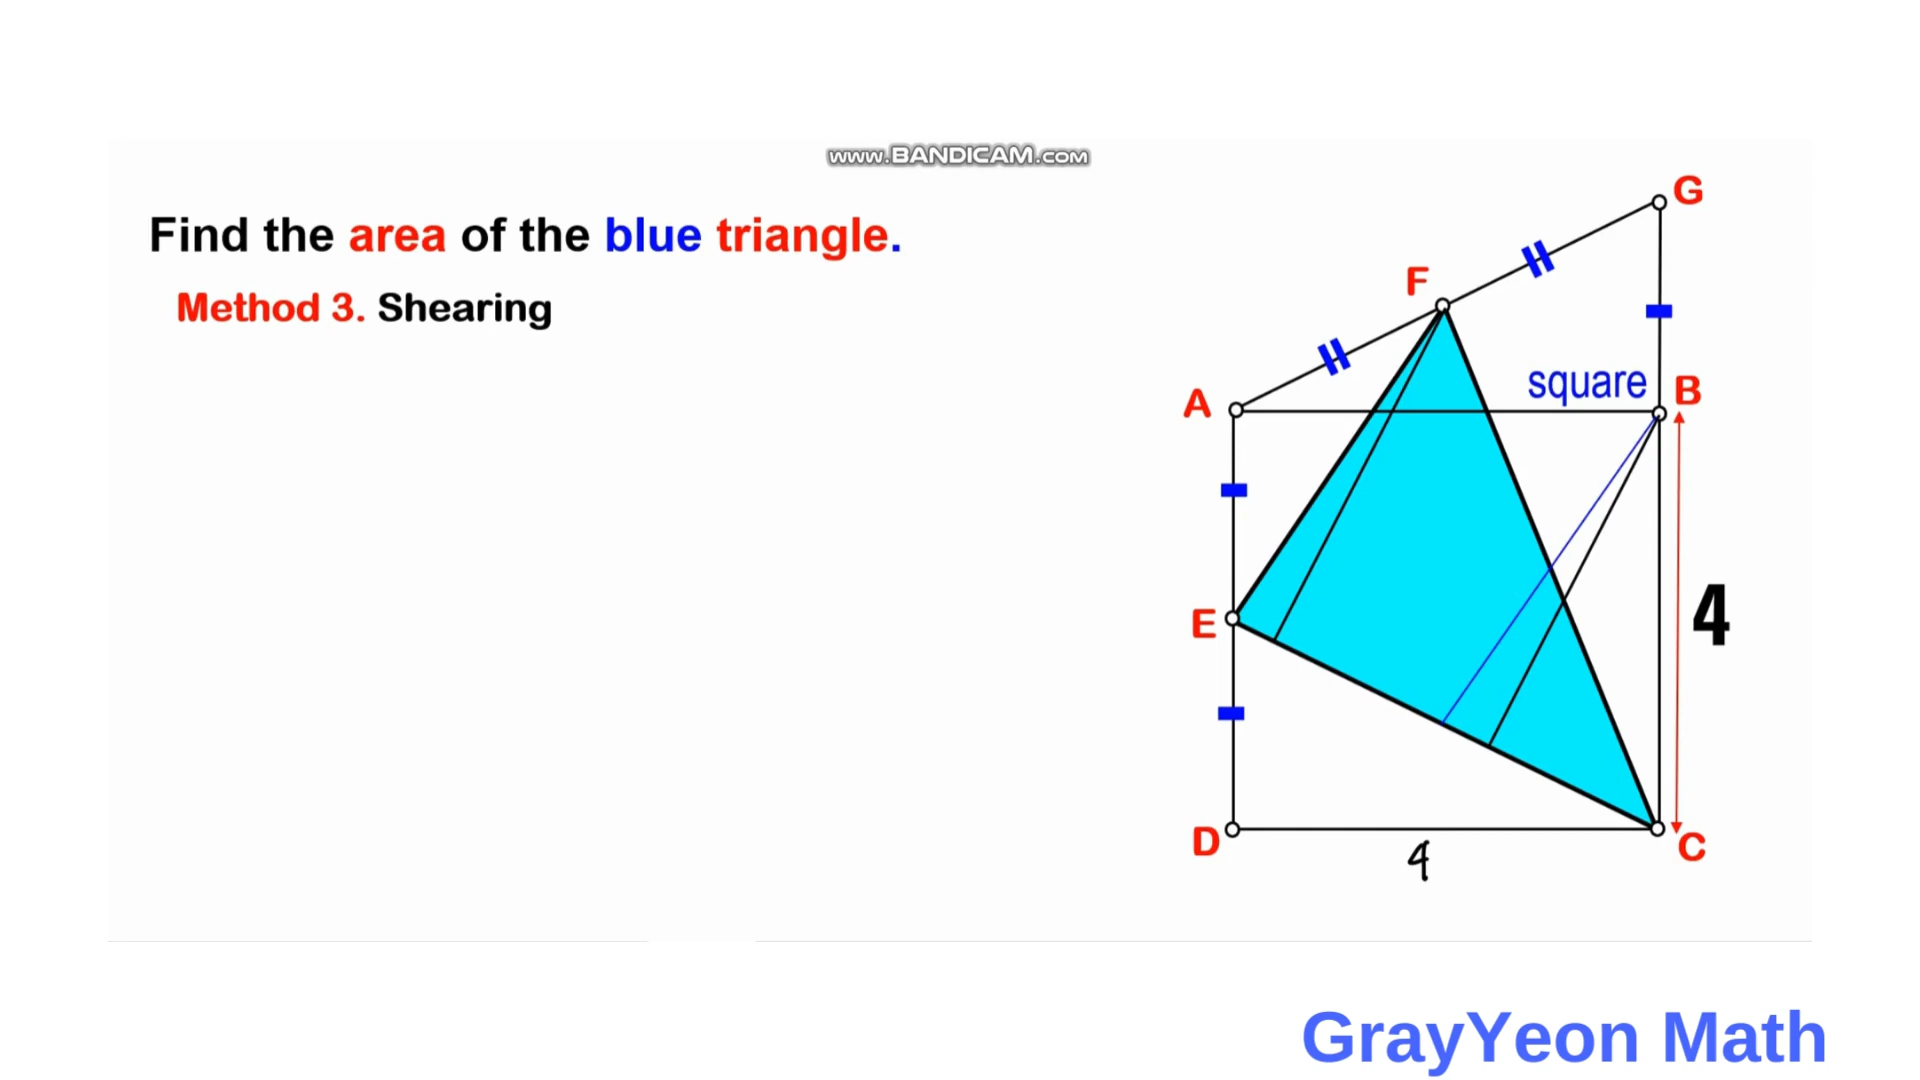 www.BANDICAM.com
Find the area of the blue triangle.
Method 3. Shearing
G
F
square
A
B
E
4
D
C
4
GrayYeon Math